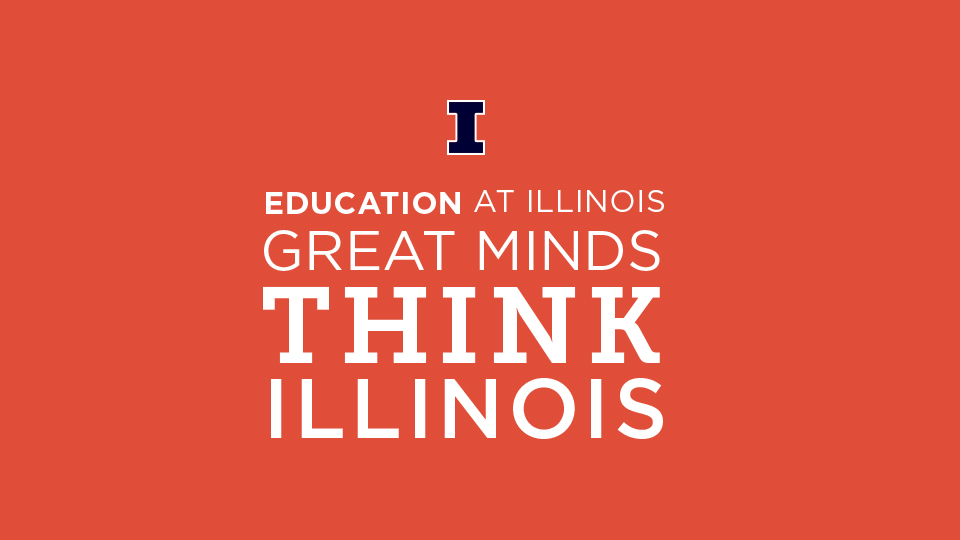 I
EDUCATION AT ILLINOIS
GREAT MINDS
THINK
ILLINOIS